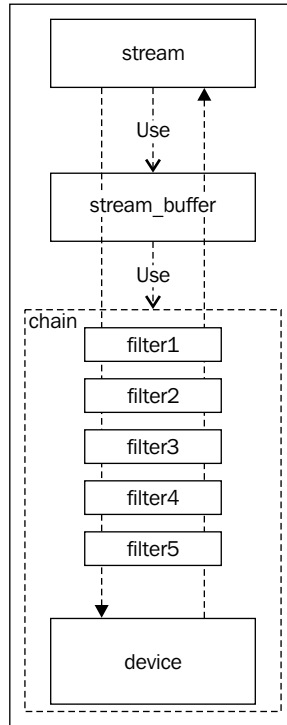 stream
Use
stream_buffer
Use
chain
filter1
filter2
filter3
filter4
filter5
device